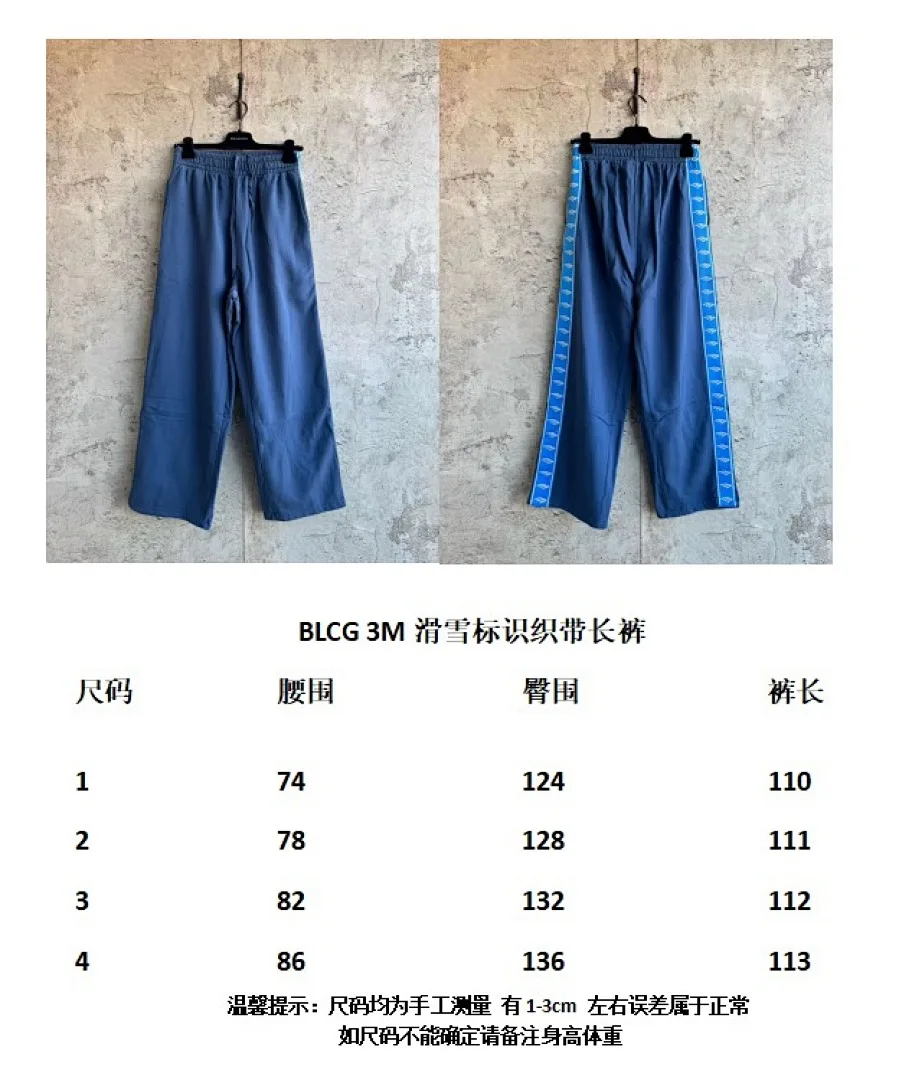 BLCG 3M 滑雪标识织带长裤
尺码 腰围 臀围 裤长
1 74 124 110
2 78 128 111
3 82 132 112
4 86 136 113
温馨提示：尺码均为手工测量 有1-3cm 左右误差属于正常
如尺码不能确定请备注身高体重